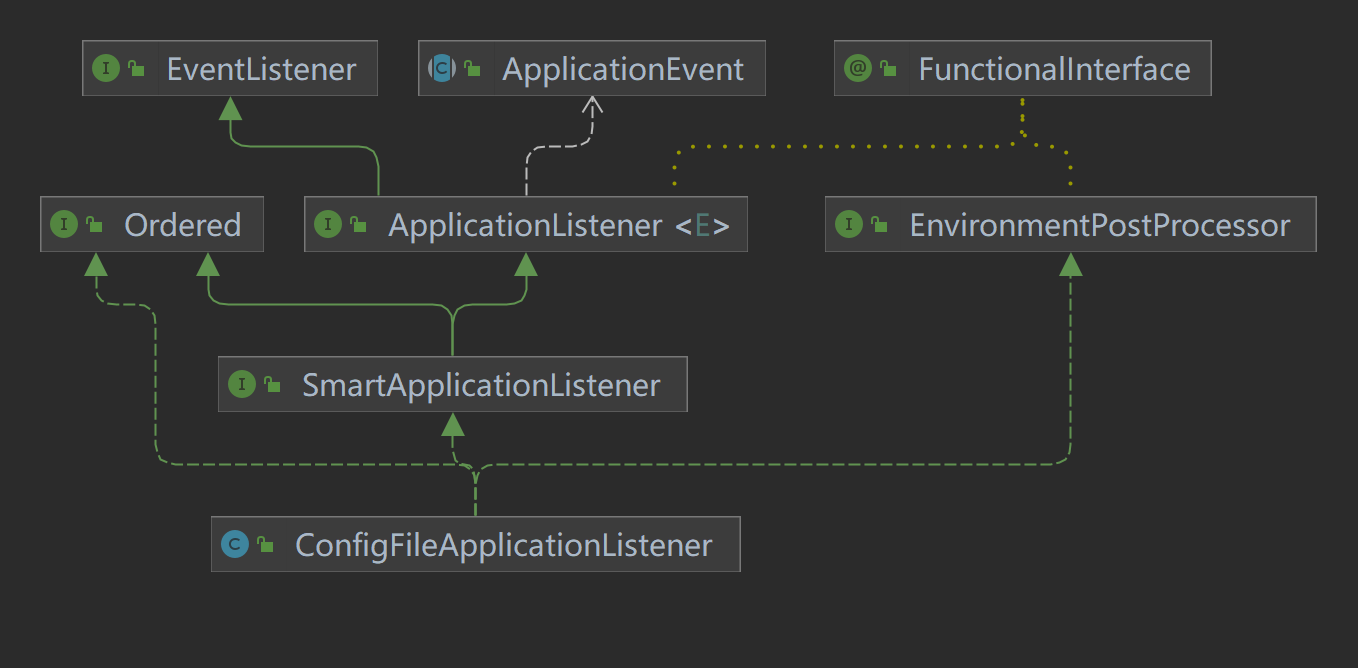 I EventListener
C ApplicationEvent
@ FunctionalInterface
I Ordered
I ApplicationListener <E>
I EnvironmentPostProcessor
I SmartApplicationListener
C ConfigFileApplicationListener